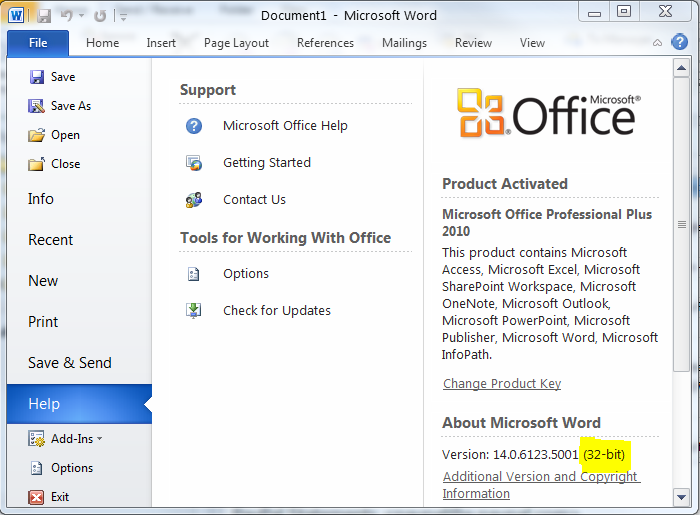 Document1 - Microsoft Word
File
Home
Insert
Page Layout
References
Mailings
Review
View
Save
Save As
Open
Close
Info
Recent
New
Print
Save & Send
Help
Add-Ins
Options
Exit
Support
Microsoft Office Help
Getting Started
Contact Us
Tools for Working With Office
Options
Check for Updates
Microsoft®
Office
Product Activated
Microsoft Office Professional Plus
2010
This product contains Microsoft
Access, Microsoft Excel, Microsoft
SharePoint Workspace, Microsoft
OneNote, Microsoft Outlook,
Microsoft PowerPoint, Microsoft
Publisher, Microsoft Word, Microsoft
InfoPath.
Change Product Key
About Microsoft Word
Version: 14.0.6123.5001 (32-bit)
Additional Version and Copyright
Information